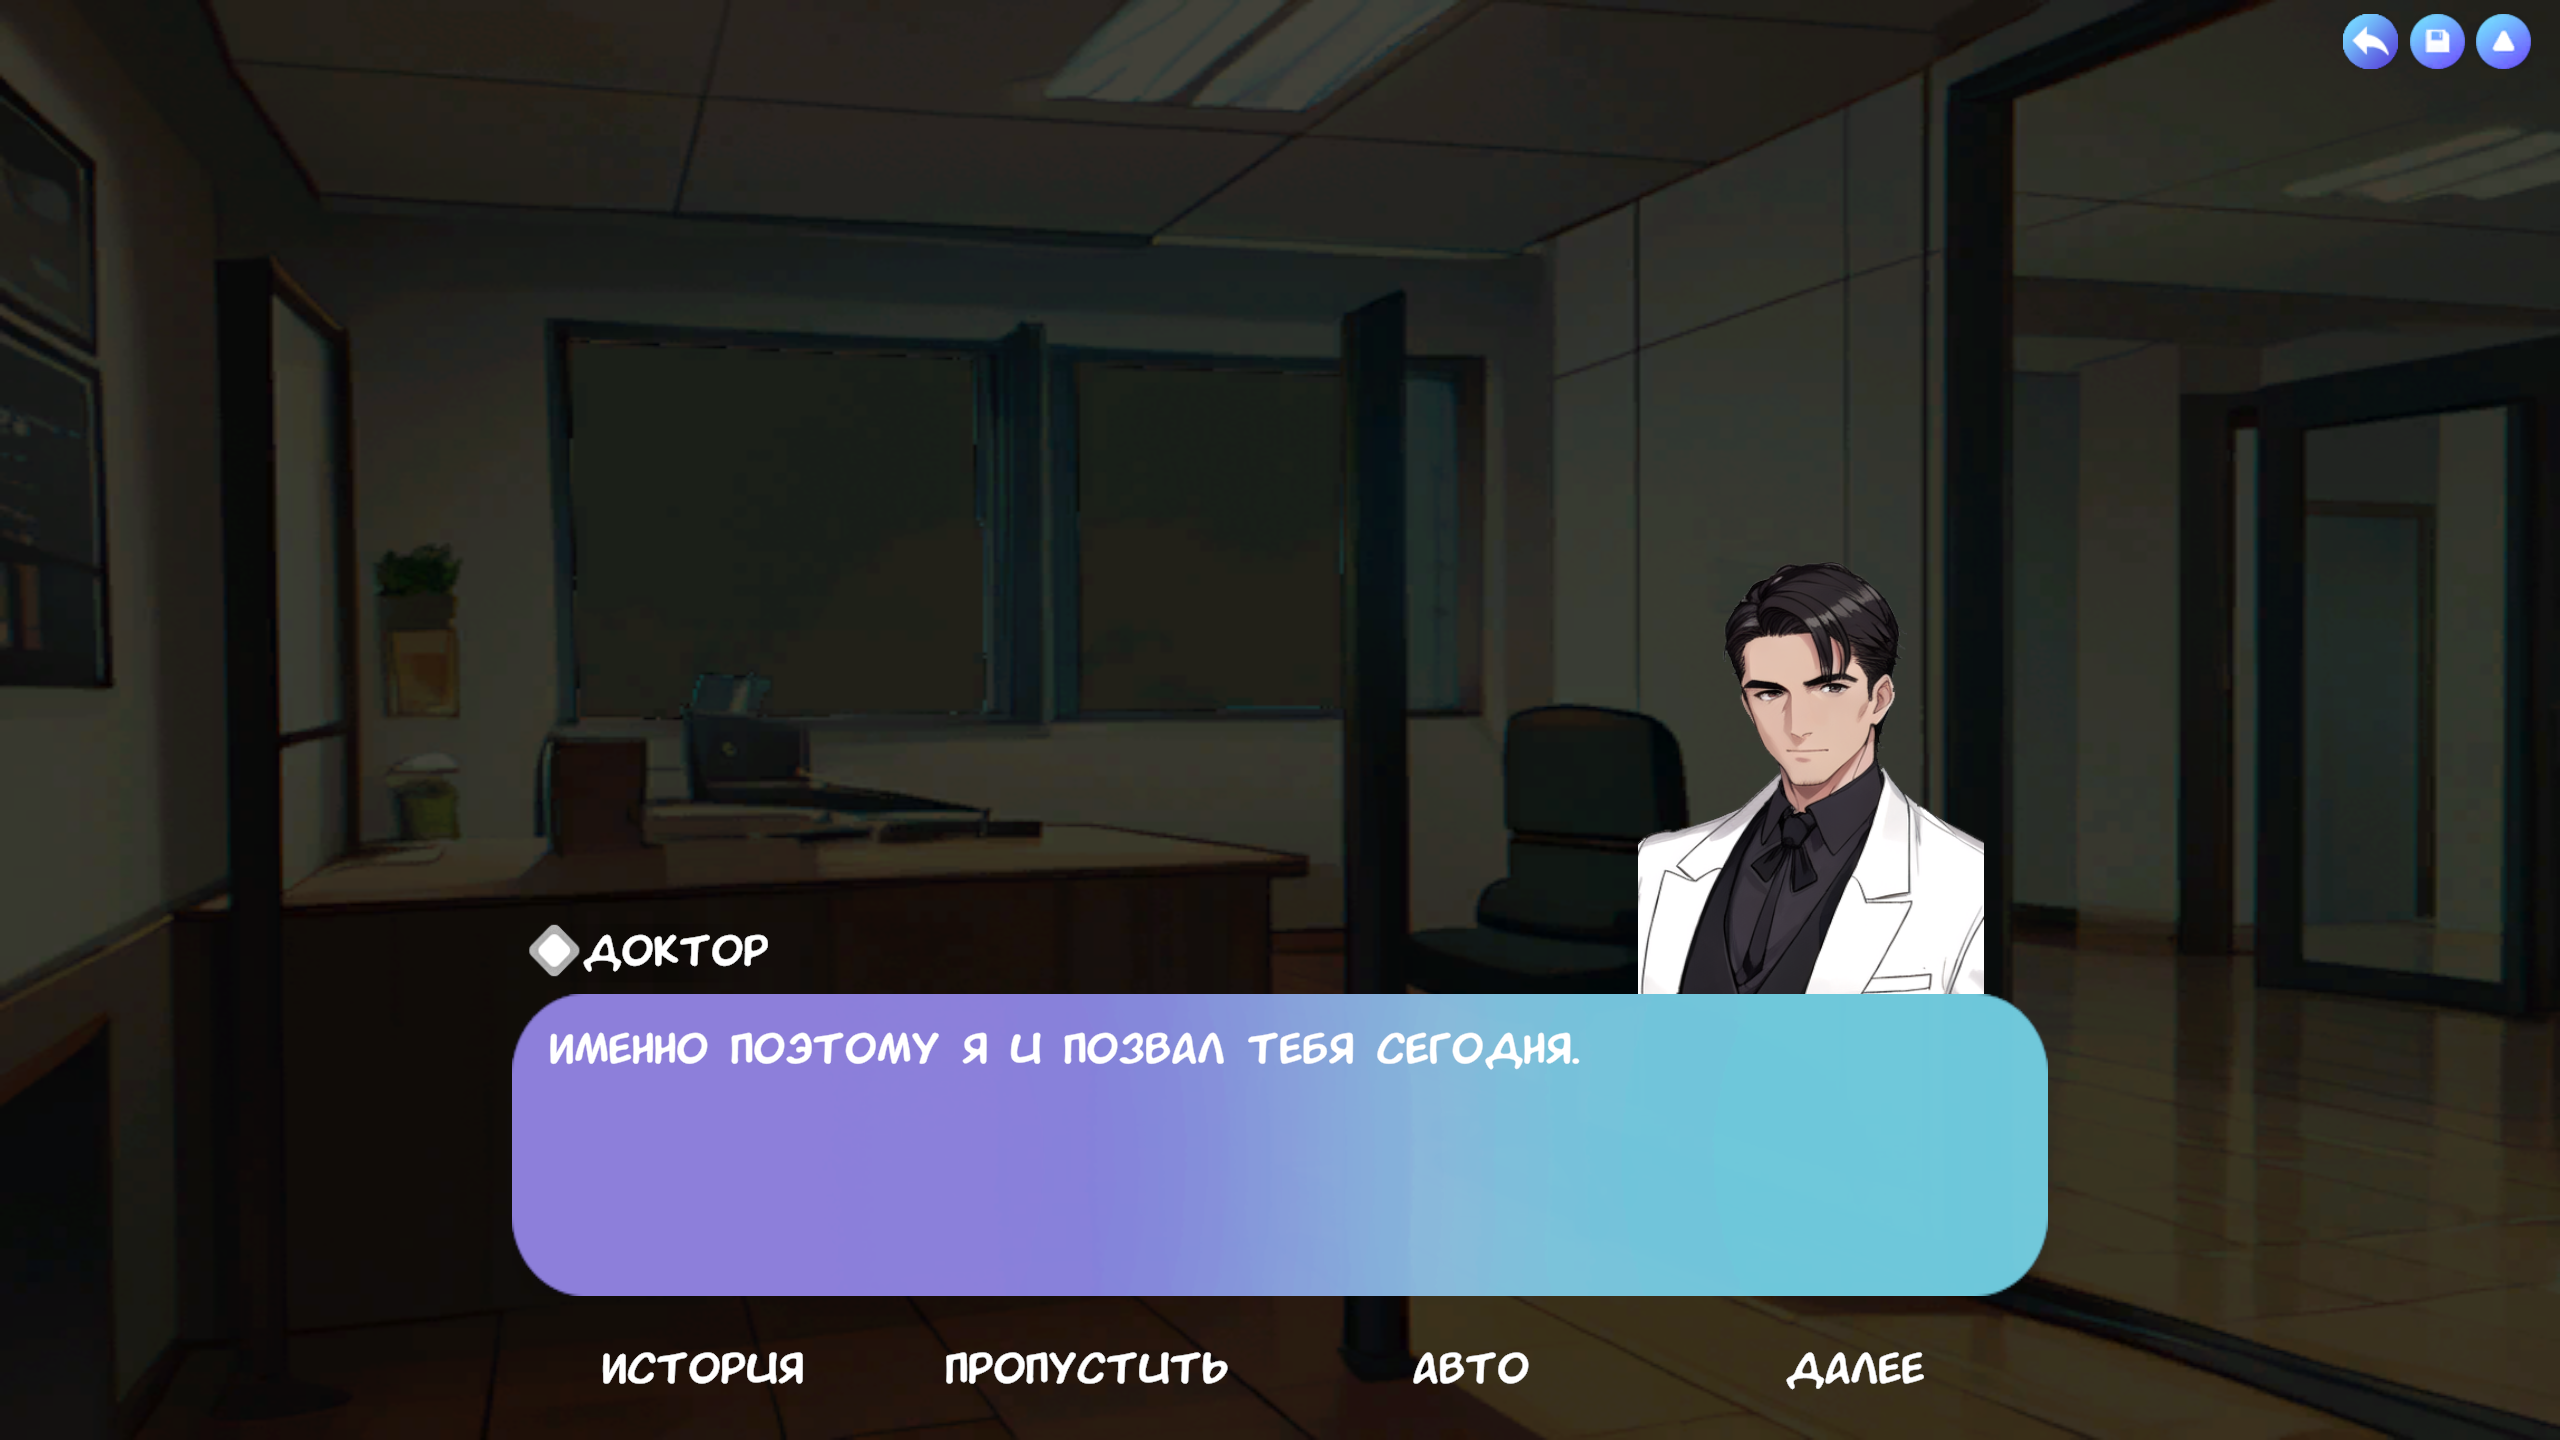 ДОКТОР
ИМЕННО ПОЭТОМУ Я И ПОЗВАЛ ТЕБЯ СЕГОДНЯ.
ИСТОРИЯ
ПРОПУСТИТЬ
АВТО
ДАЛЕЕ